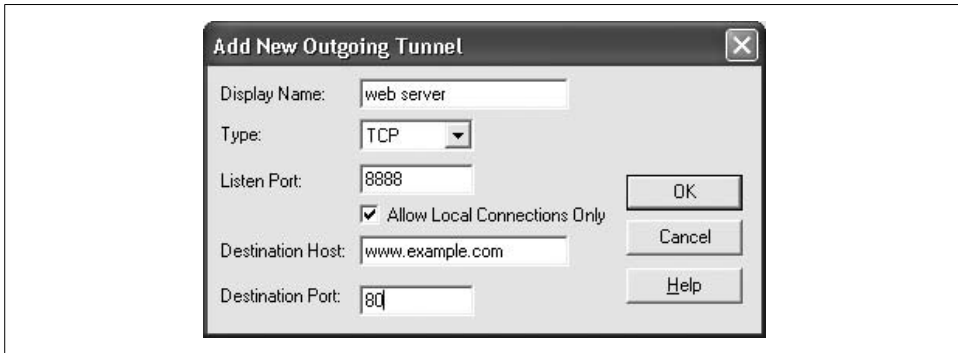 Add New Outgoing Tunnel
Display Name: web server
Type: TCP
Listen Port: 8888
Allow Local Connections Only
Destination Host: www.example.com
Destination Port: 80
OK
Cancel
Help